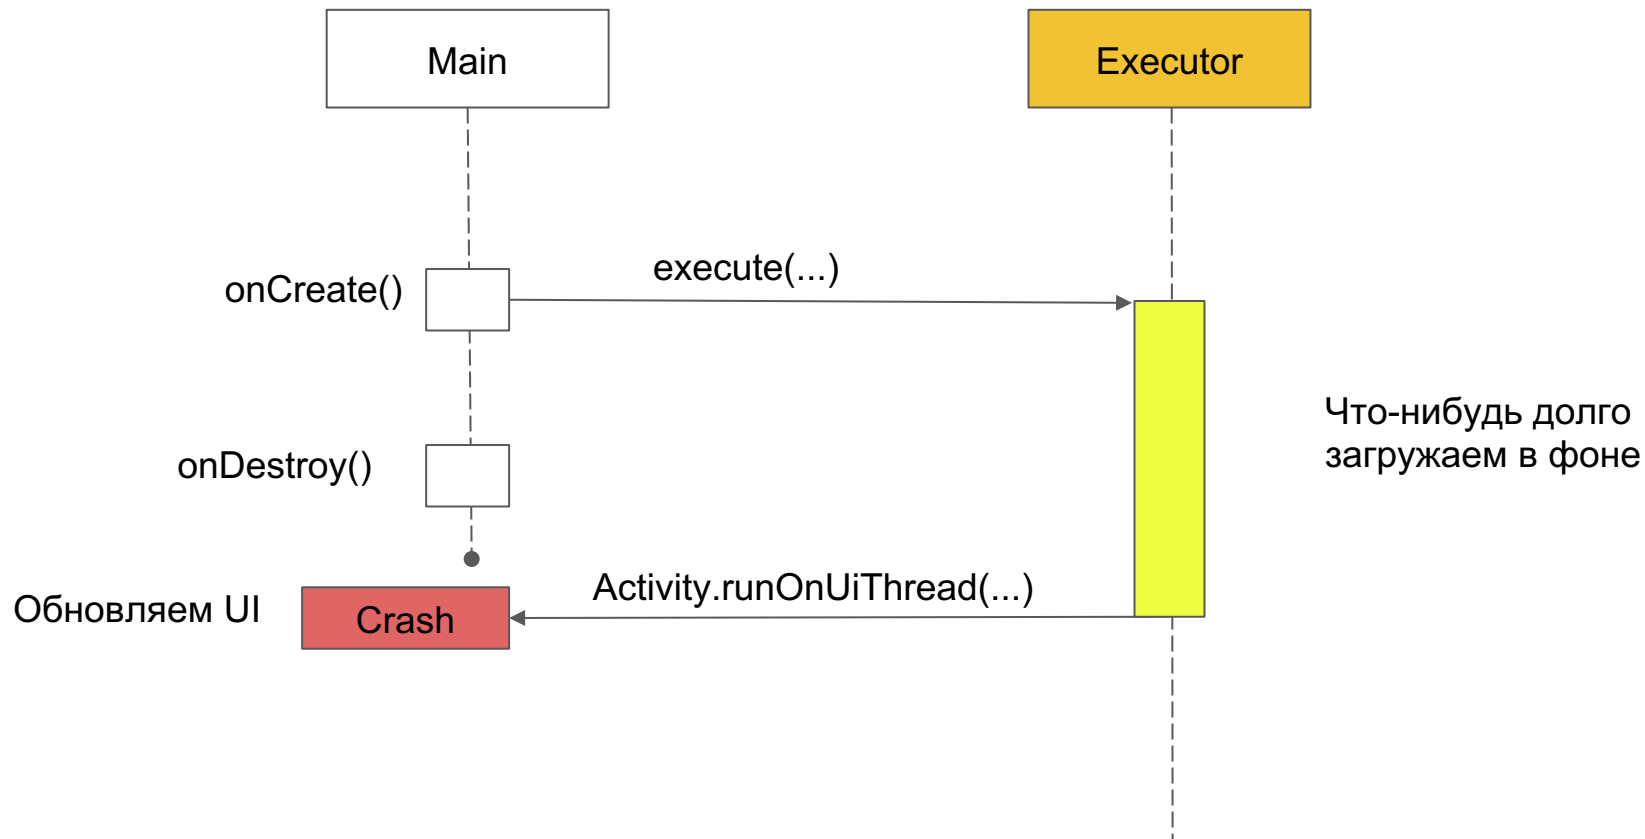 Main
Executor
execute(...)
onCreate()
Что-нибудь долго
загружаем в фоне
onDestroy()
Activity.runOnUiThread(...)
Обновляем UI
Crash